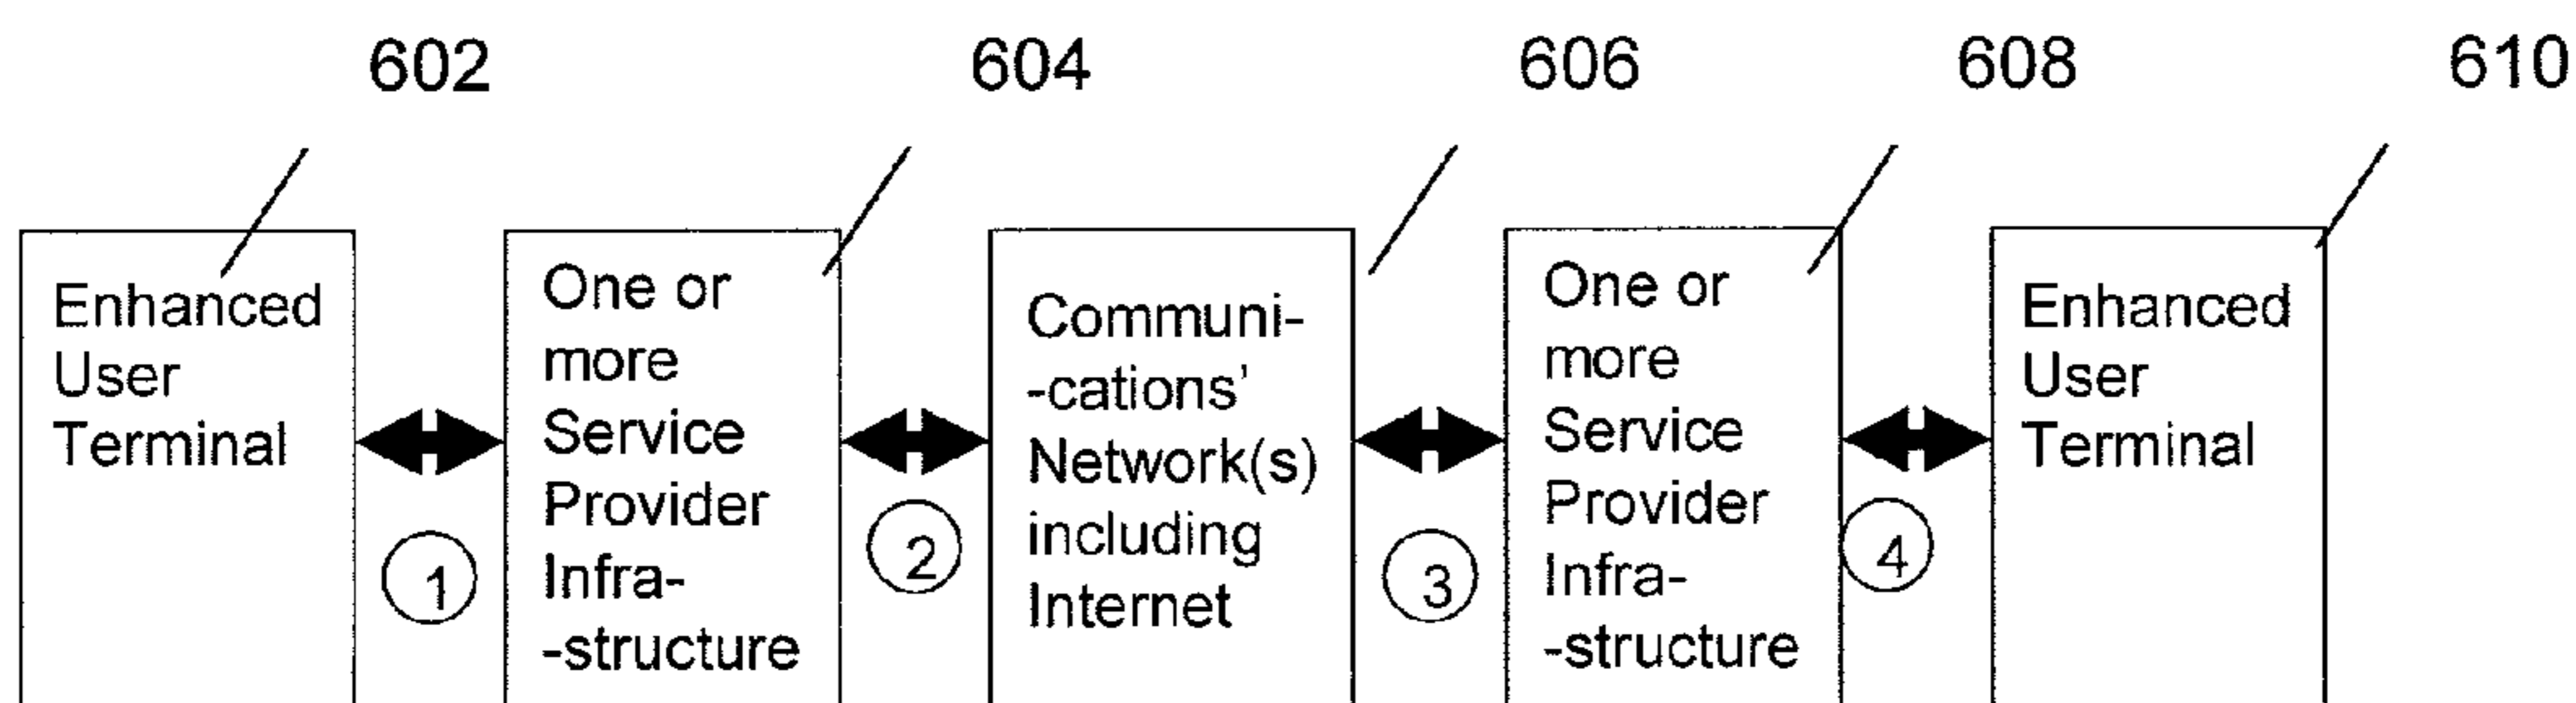 602
604
606
608
610
Enhanced
User
Terminal
One or
more
Service
Provider
Infra-
-structure
Communi-
-cations'
Network(s)
including
Internet
One or
more
Service
Provider
Infra-
-structure
Enhanced
User
Terminal
1
2
3
4